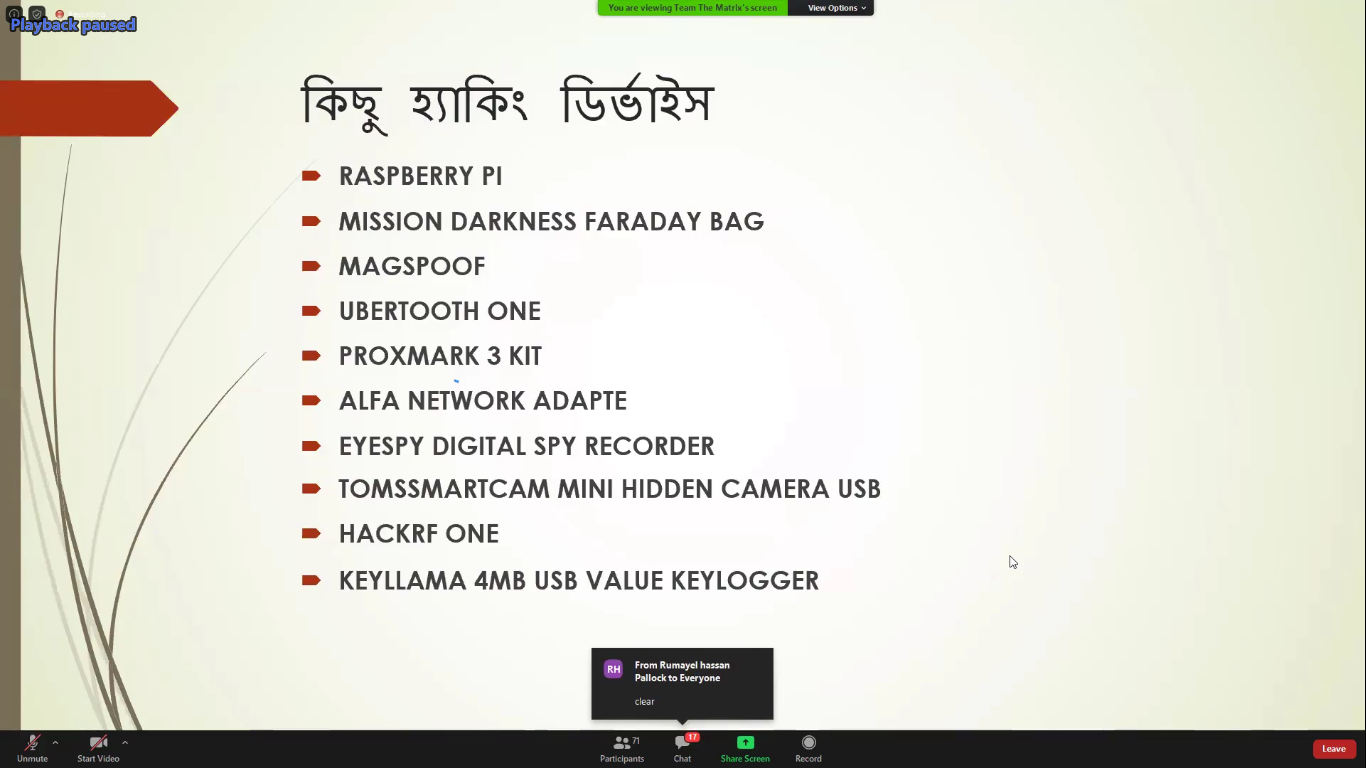 Playback paused
You are viewing Team The Matrix's screen
View Options
কিছু হ্যাকিং ডির্ভাইস
RASPBERRY PI
MISSION DARKNESS FARADAY BAG
MAGSPOOF
UBERTOOTH ONE
PROXMARK 3 KIT
ALFA NETWORK ADAPTE
EYESPY DIGITAL SPY RECORDER
TOMSSMARTCAM MINI HIDDEN CAMERA USB
HACKRF ONE
KEYLLAMA 4MB USB VALUE KEYLOGGER
RH
From Rumayel hassan
Pallock to Everyone
clear
71
17
Unmute
Start Video
Participants
Chat
Share Screen
Record
Leave